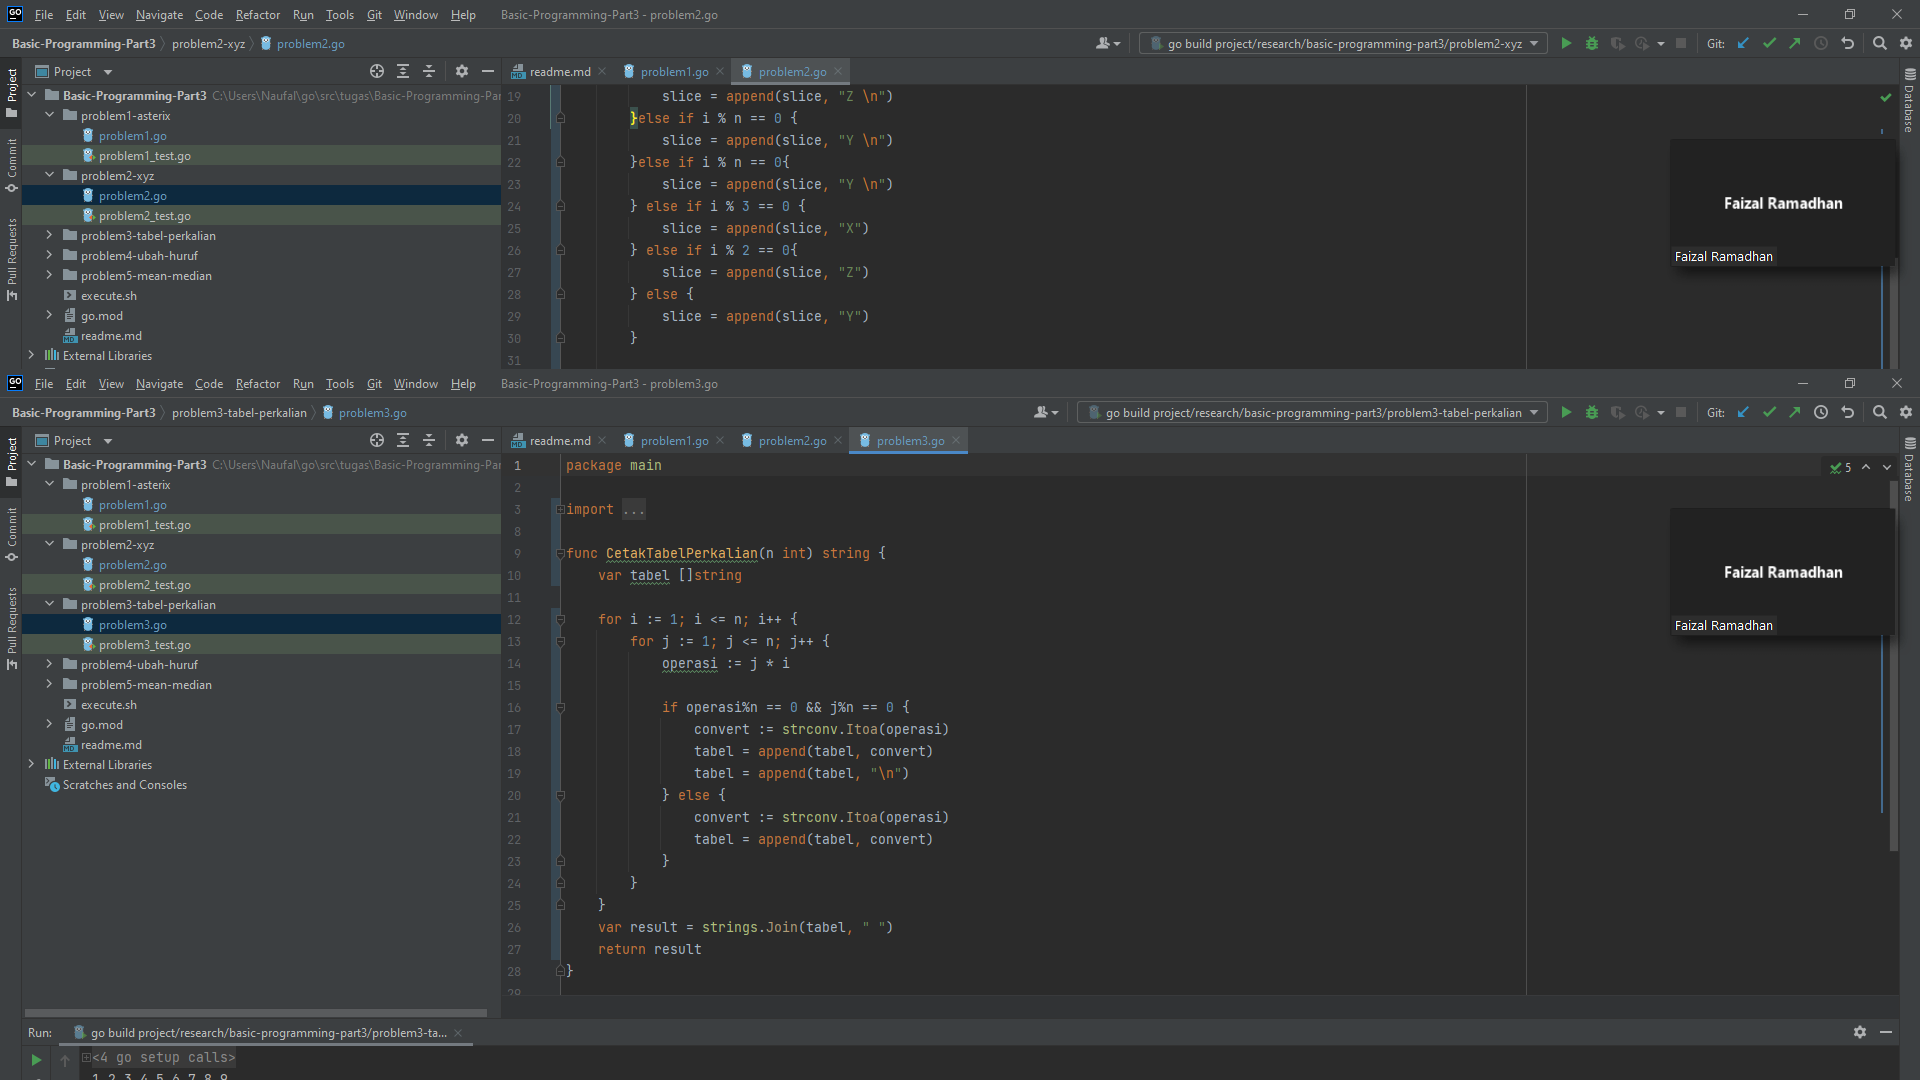 GO File Edit View Navigate Code Refactor Run Tools Git Window Help Basic-Programming-Part3 - problem2.go
Basic-Programming-Part3 problem2-xyz problem2.go go build project/research/basic-programming-part3/problem2-xyz Git:
Project readme.md problem1.go problem2.go
Project
Commit
Pull Requests
Database
Basic-Programming-Part3 C:\Users\Naufal\go\src\tugas\Basic-Programming-Par
problem1-asterix
problem1.go
problem1_test.go
problem2-xyz
problem2.go
problem2_test.go
problem3-tabel-perkalian
problem4-ubah-huruf
problem5-mean-median
execute.sh
go.mod
readme.md
External Libraries
19 slice = append(slice, "Z \n")
20 }else if i % n == 0 {
21 slice = append(slice, "Y \n")
22 }else if i % n == 0{
23 slice = append(slice, "Y \n")
24 } else if i % 3 == 0 {
25 slice = append(slice, "X")
26 } else if i % 2 == 0{
27 slice = append(slice, "Z")
28 } else {
29 slice = append(slice, "Y")
30 }
31
Faizal Ramadhan
Faizal Ramadhan
GO File Edit View Navigate Code Refactor Run Tools Git Window Help Basic-Programming-Part3 - problem3.go
Basic-Programming-Part3 problem3-tabel-perkalian problem3.go go build project/research/basic-programming-part3/problem3-tabel-perkalian Git:
Project readme.md problem1.go problem2.go problem3.go
Project
Commit
Pull Requests
Database
Basic-Programming-Part3 C:\Users\Naufal\go\src\tugas\Basic-Programming-Par
problem1-asterix
problem1.go
problem1_test.go
problem2-xyz
problem2.go
problem2_test.go
problem3-tabel-perkalian
problem3.go
problem3_test.go
problem4-ubah-huruf
problem5-mean-median
execute.sh
go.mod
readme.md
External Libraries
Scratches and Consoles
1 package main
5
2
3 import ...
8
9 func CetakTabelPerkalian(n int) string {
10 var tabel []string
11
12 for i := 1; i <= n; i++ {
13 for j := 1; j <= n; j++ {
14 operasi := j * i
15
16 if operasi%n == 0 && j%n == 0 {
17 convert := strconv.Itoa(operasi)
18 tabel = append(tabel, convert)
19 tabel = append(tabel, "\n")
20 } else {
21 convert := strconv.Itoa(operasi)
22 tabel = append(tabel, convert)
23 }
24 }
25 }
26 var result = strings.Join(tabel, " ")
27 return result
28 }
29
Faizal Ramadhan
Faizal Ramadhan
Run: go build project/research/basic-programming-part3/problem3-ta...
<4 go setup calls>
1 2 3 4 5 6 7 8 9